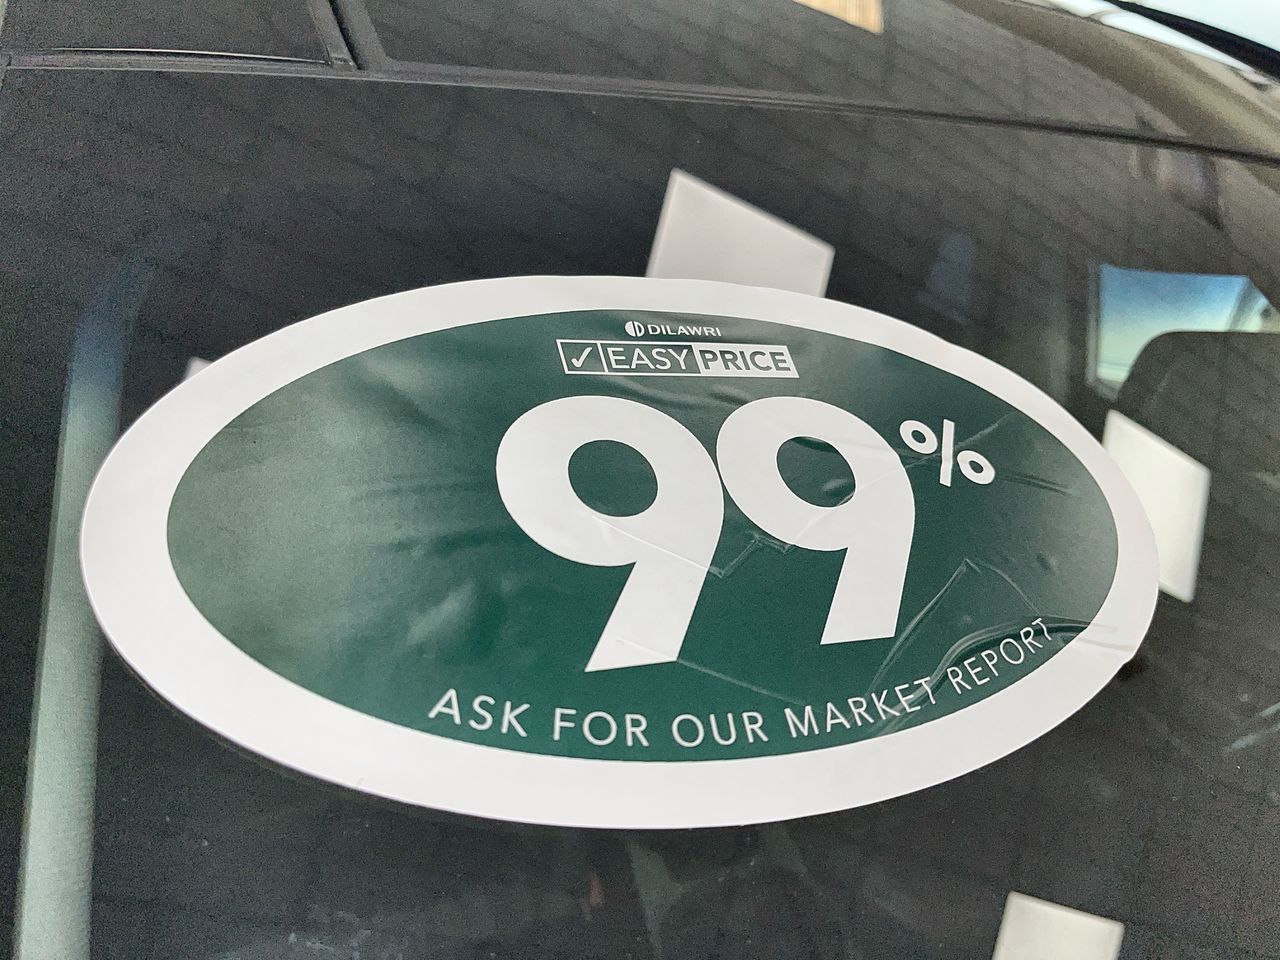 DILAWRI
✓ EASY PRICE
99%
ASK FOR OUR MARKET REPORT